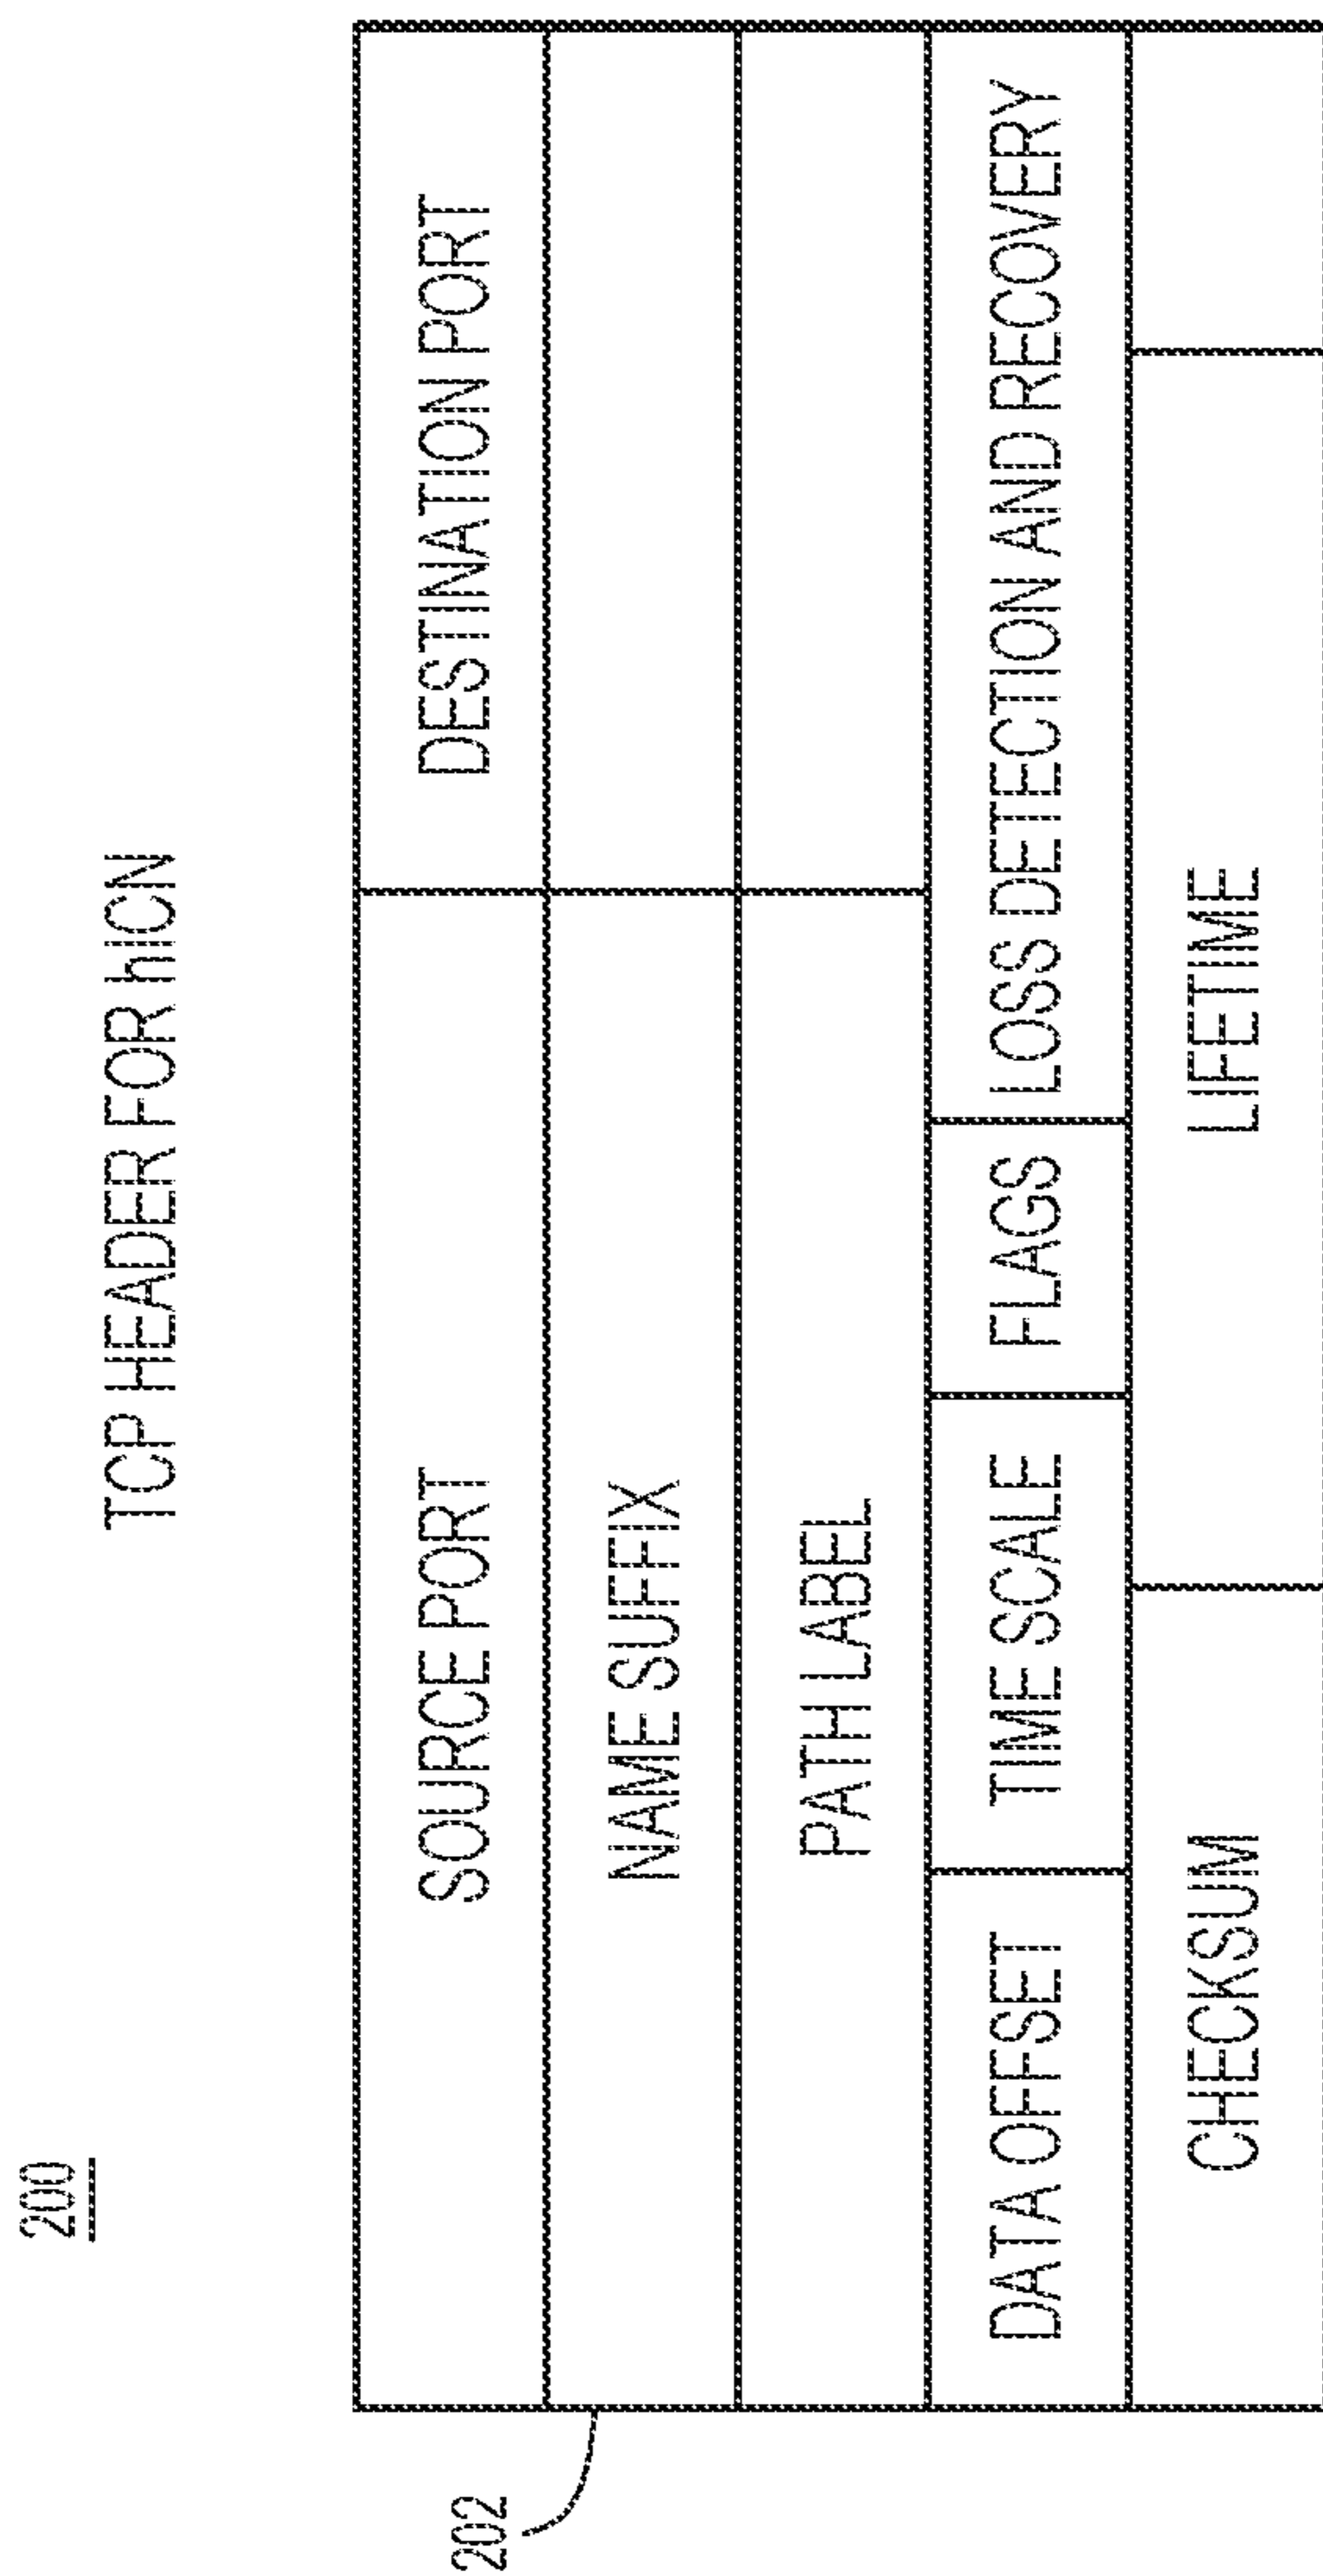 200
TCP HEADER FOR hICN
202
SOURCE PORT DESTINATION PORT
NAME SUFFIX
PATH LABEL
DATA OFFSET TIME SCALE FLAGS LOSS DETECTION AND RECOVERY
CHECKSUM LIFETIME